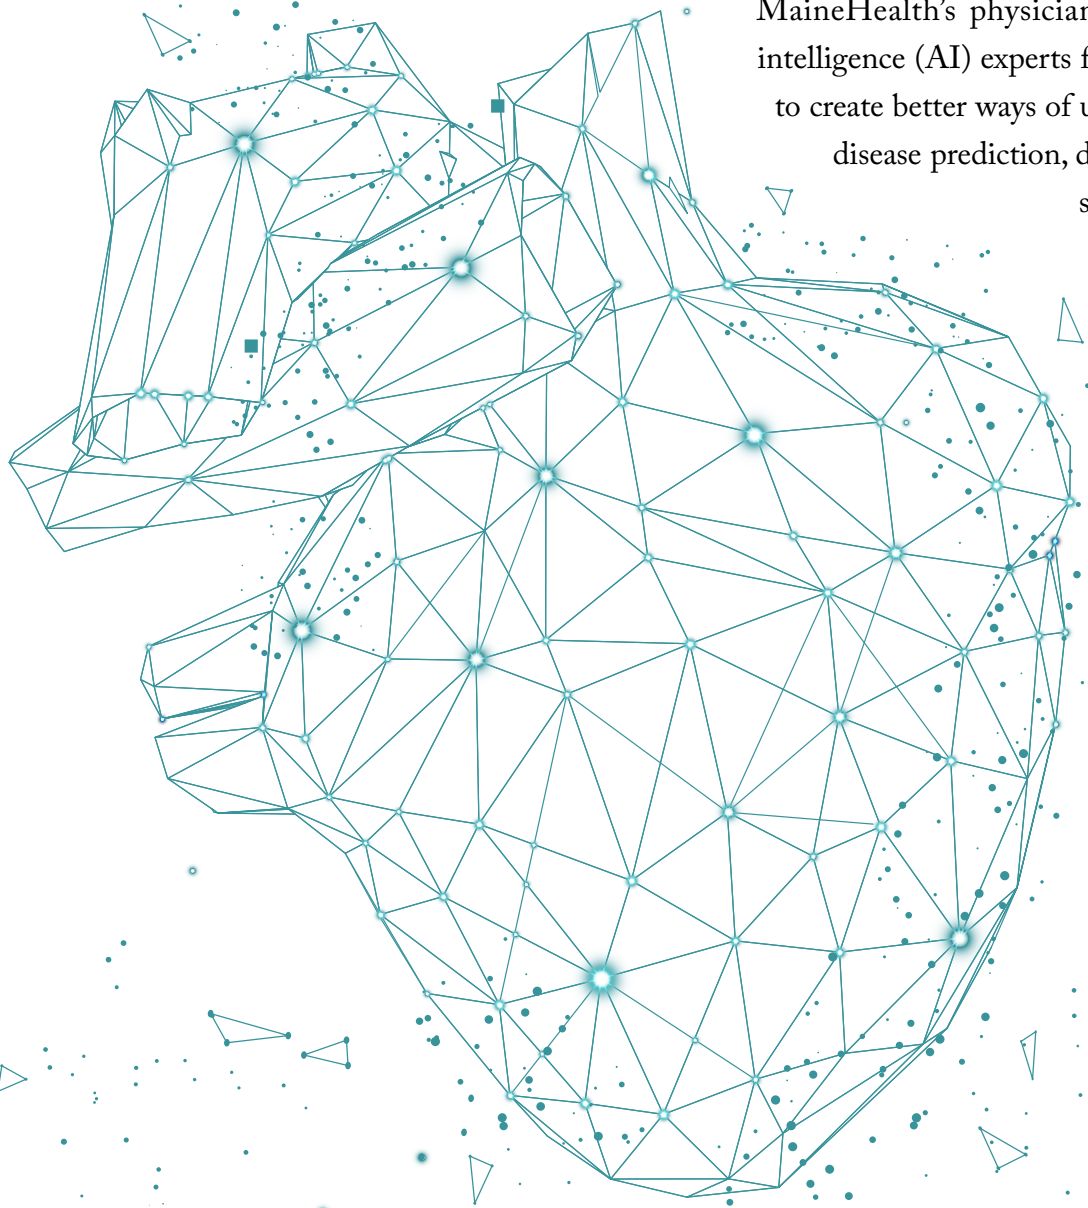 MaineHealth’s physician
intelligence (AI) experts
to create better ways of
disease prediction,